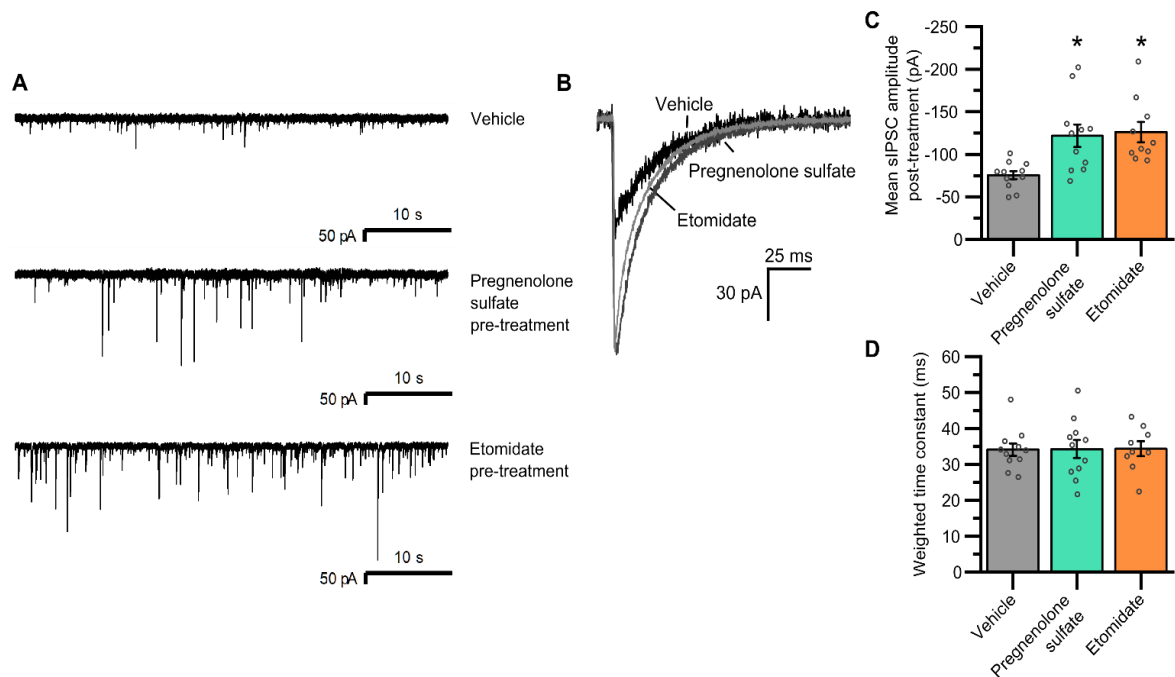 A
Vehicle
10 s
50 pA
Pregnenolone
sulfate
pre-treatment
10 s
50 pA
Etomidate
pre-treatment
10 s
50 pA
B
Vehicle
Pregnenolone sulfate
Etomidate
25 ms
30 pA
C
Mean sIPSC amplitude
post-treatment (pA)
-250
-200
-150
-100
-50
0
*
*
Vehicle
Pregnenolone
sulfate
Etomidate
D
Weighted time constant (ms)
60
50
40
30
20
10
0
Vehicle
Pregnenolone
sulfate
Etomidate